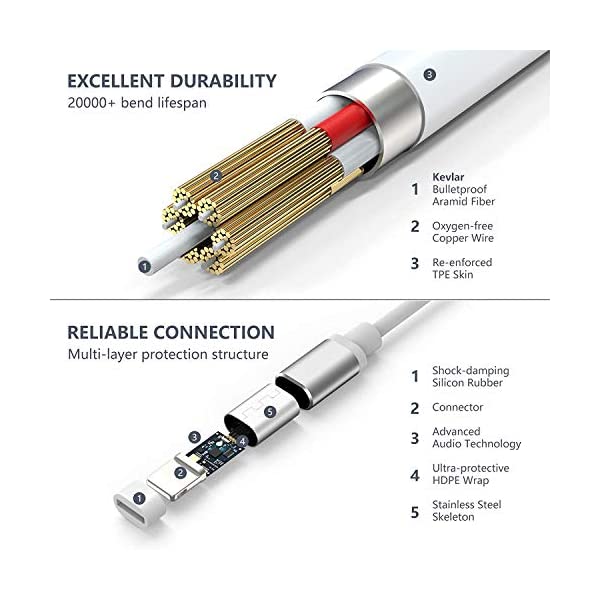 EXCELLENT DURABILITY
20000+ bend lifespan
3
2
1
Kevlar
1 Bulletproof
Aramid Fiber
2 Oxygen-free
Copper Wire
3 Re-enforced
TPE Skin
RELIABLE CONNECTION
Multi-layer protection structure
5
4
3
2
1
1 Shock-damping
Silicon Rubber
2 Connector
3 Advanced
Audio Technology
4 Ultra-protective
HDPE Wrap
5 Stainless Steel
Skeleton